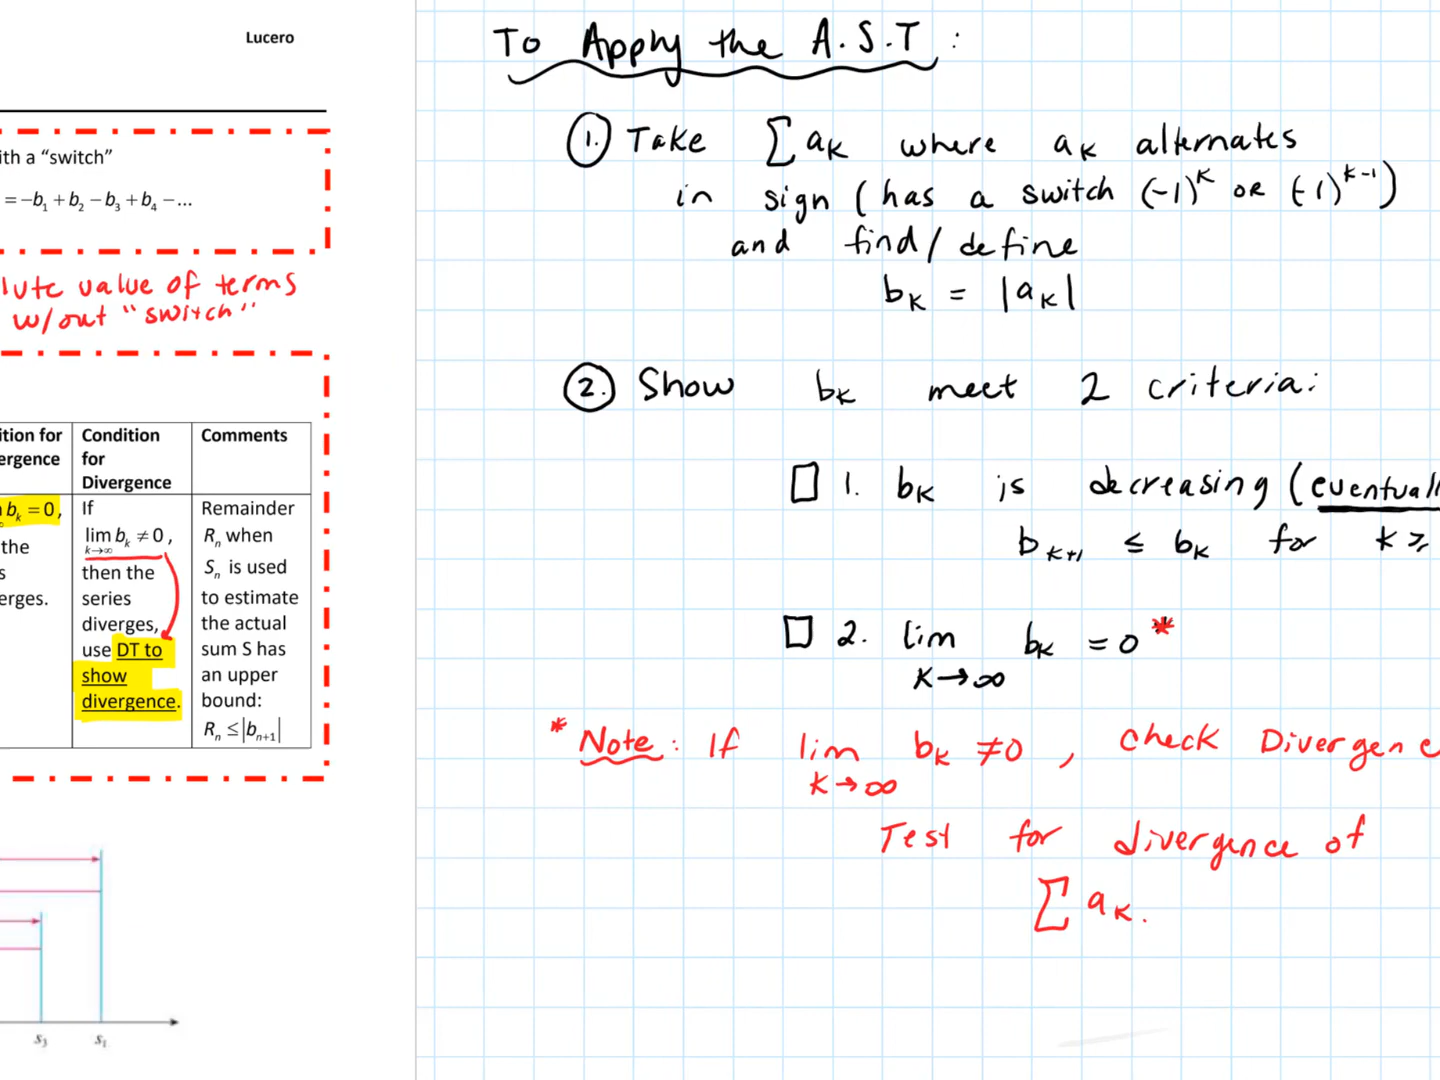 Lucero
ith a "switch"
= -b₁ + b₂ - b₃ + b₄ - ...
lute value of terms
w/out "switch"
ition for
ergence
b_k = 0,
the
s
erges.
Condition
for
Divergence
If
lim b_k ≠ 0,
k→∞
then the
series
diverges,
use DT to
show
divergence.
Comments
Remainder
R_n when
S_n is used
to estimate
the actual
sum S has
an upper
bound:
R_n ≤ |b_{n+1}|
s₃ s₁
To Apply the A.S.T :
1. Take ∑ a_k where a_k alternates
in sign (has a switch (-1)^k or (-1)^{k-1})
and find/define
b_k = |a_k|
2. Show b_k meet 2 criteria:
1. b_k is decreasing (eventuall
b_{k+1} ≤ b_k for k ≥
2. lim b_k = 0 *
k→∞
* Note: If lim b_k ≠ 0, check Divergenc
k→∞
Test for divergence of
∑ a_k.